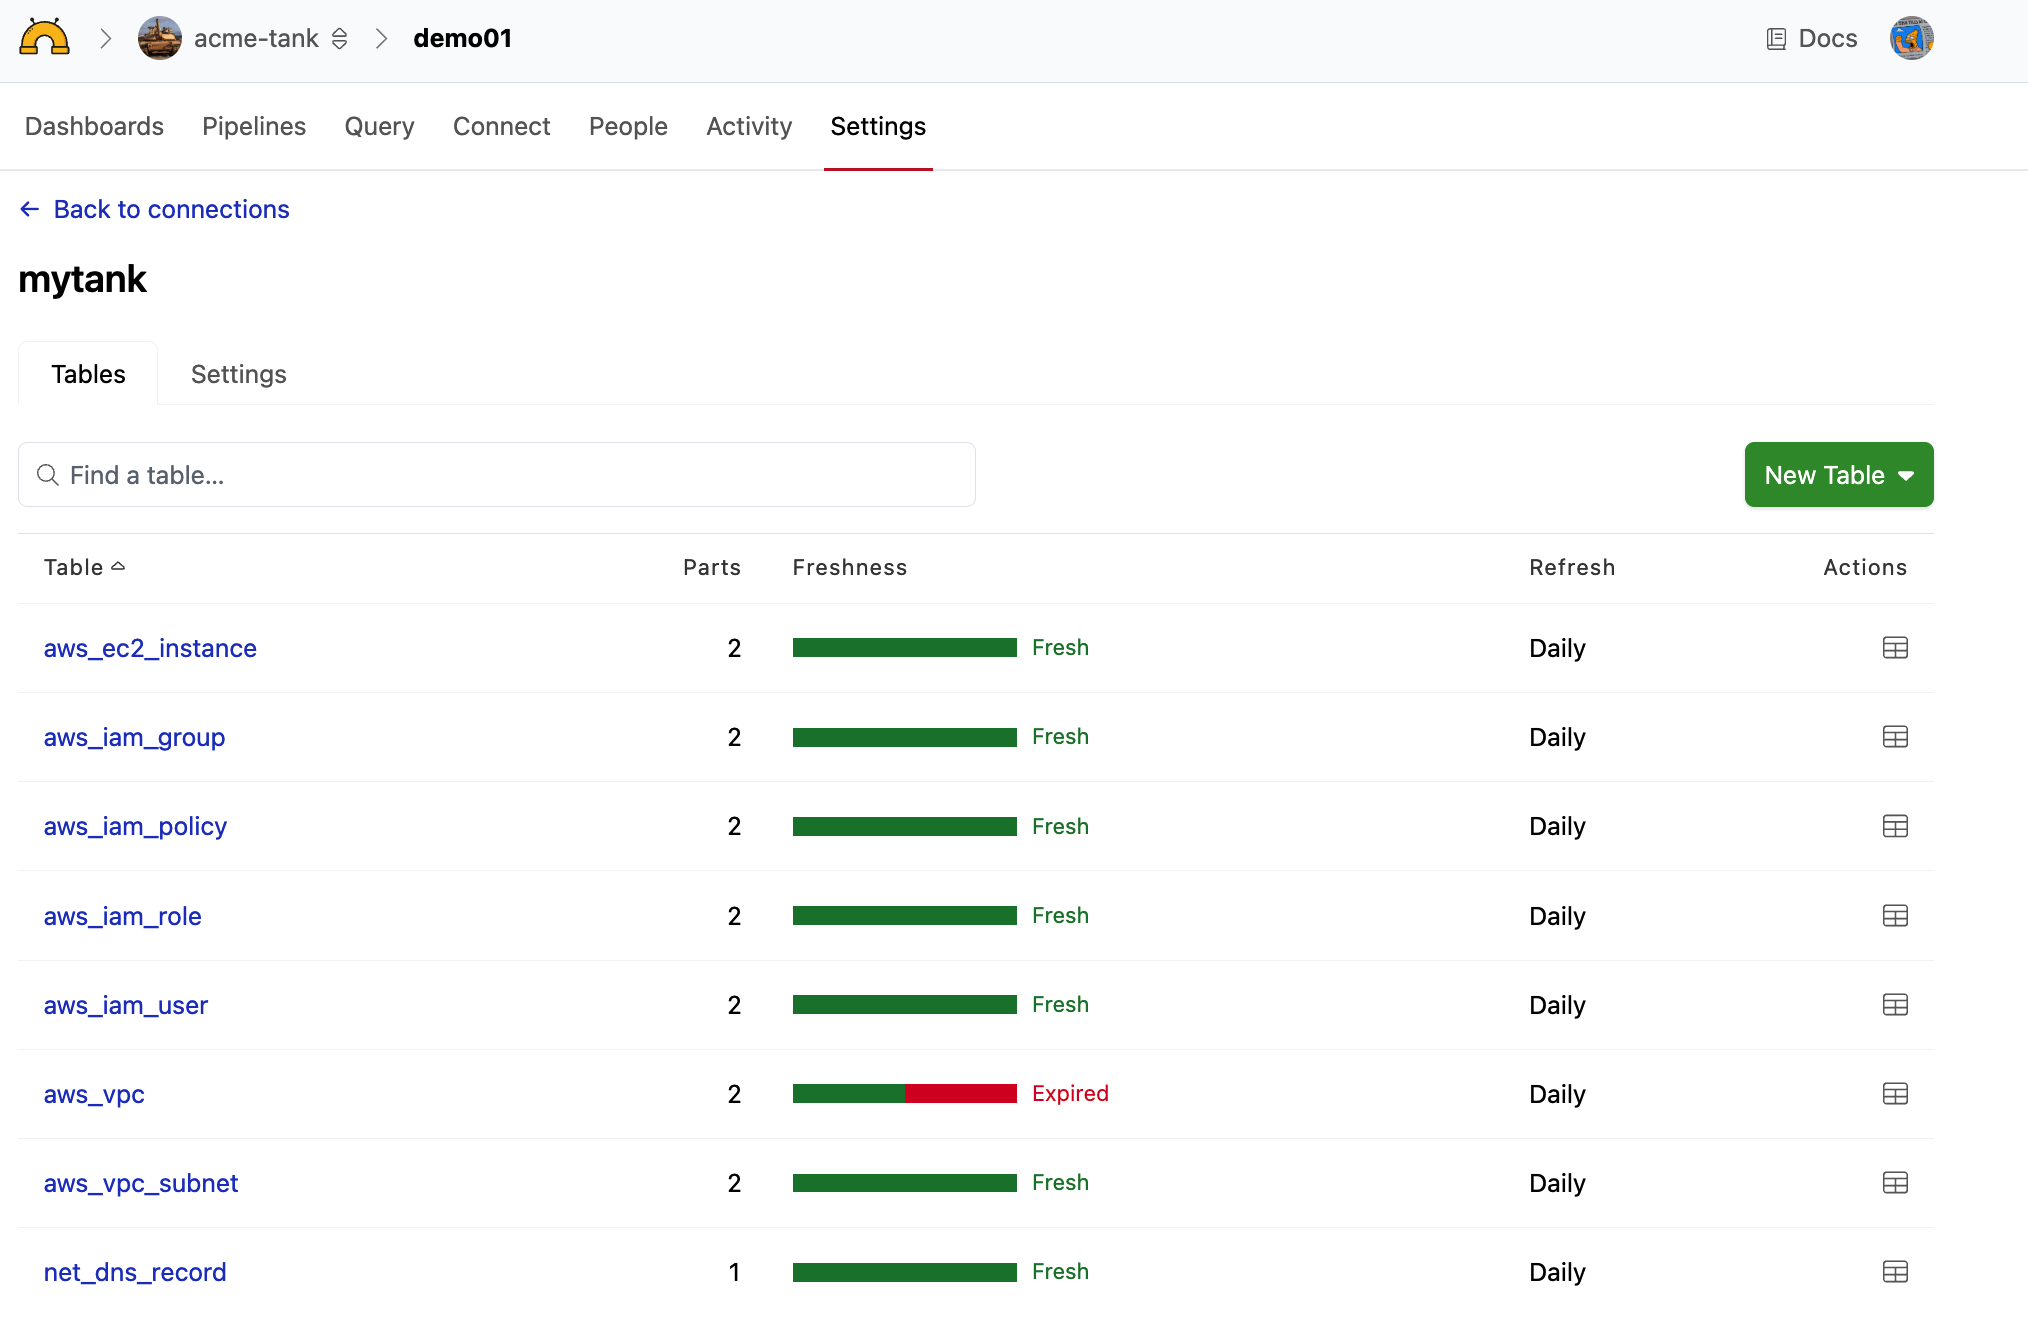 acme-tank demo01 Docs
Dashboards Pipelines Query Connect People Activity Settings
Back to connections
mytank
Tables Settings
Find a table... New Table
Table Parts Freshness Refresh Actions
aws_ec2_instance 2 Fresh Daily
aws_iam_group 2 Fresh Daily
aws_iam_policy 2 Fresh Daily
aws_iam_role 2 Fresh Daily
aws_iam_user 2 Fresh Daily
aws_vpc 2 Expired Daily
aws_vpc_subnet 2 Fresh Daily
net_dns_record 1 Fresh Daily